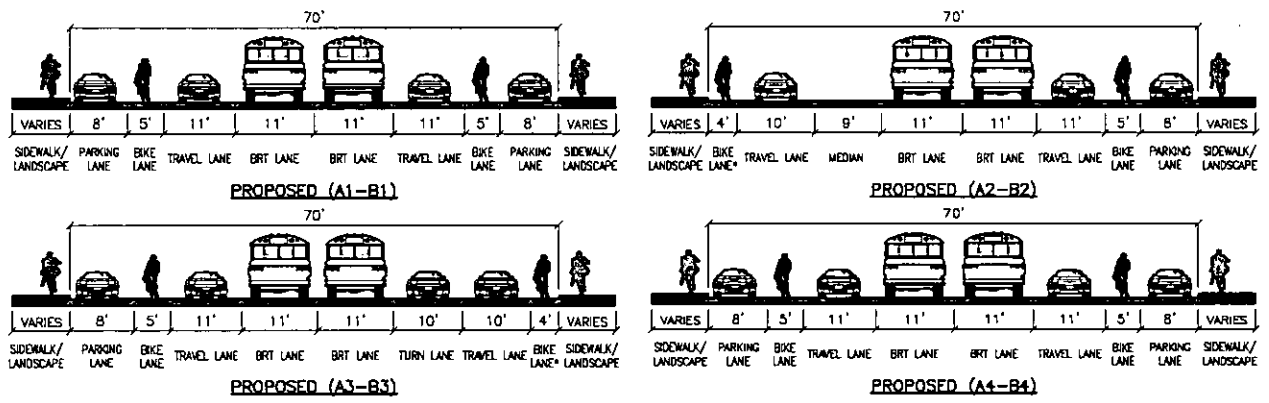 70'
VARIES 8' 5' 11' 11' 11' 11' 5' 8' VARIES
SIDEWALK/ LANDSCAPE PARKING LANE BIKE LANE TRAVEL LANE BRT LANE BRT LANE TRAVEL LANE BIKE LANE PARKING LANE SIDEWALK/ LANDSCAPE
PROPOSED (A1-B1)
70'
VARIES 4' 10' 9' 11' 11' 11' 5' 8' VARIES
SIDEWALK/ LANDSCAPE BIKE LANE* TRAVEL LANE MEDIAN BRT LANE BRT LANE TRAVEL LANE BIKE LANE PARKING LANE SIDEWALK/ LANDSCAPE
PROPOSED (A2-B2)
70'
VARIES 8' 5' 11' 11' 11' 10' 10' 4' VARIES
SIDEWALK/ LANDSCAPE PARKING LANE BIKE LANE TRAVEL LANE BRT LANE BRT LANE TURN LANE TRAVEL LANE BIKE LANE* SIDEWALK/ LANDSCAPE
PROPOSED (A3-B3)
70'
VARIES 8' 5' 11' 11' 11' 11' 5' 8' VARIES
SIDEWALK/ LANDSCAPE PARKING LANE BIKE LANE TRAVEL LANE BRT LANE BRT LANE TRAVEL LANE BIKE LANE PARKING LANE SIDEWALK/ LANDSCAPE
PROPOSED (A4-B4)